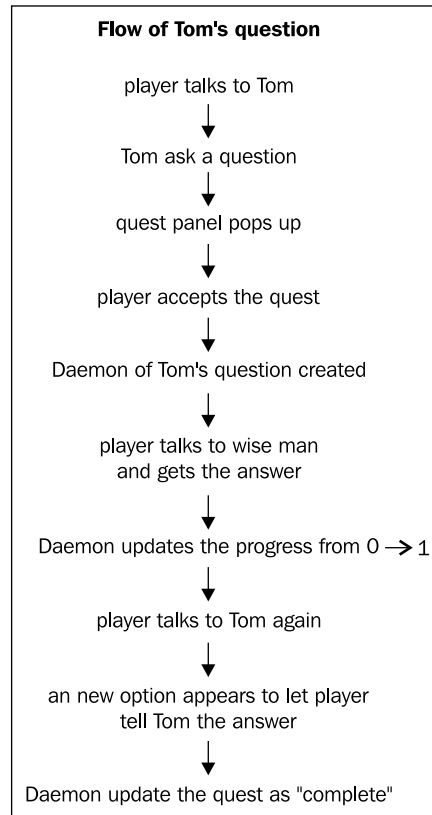 Flow of Tom's question
player talks to Tom
Tom ask a question
quest panel pops up
player accepts the quest
Daemon of Tom's question created
player talks to wise man
and gets the answer
Daemon updates the progress from 0 → 1
player talks to Tom again
an new option appears to let player
tell Tom the answer
Daemon update the quest as "complete"